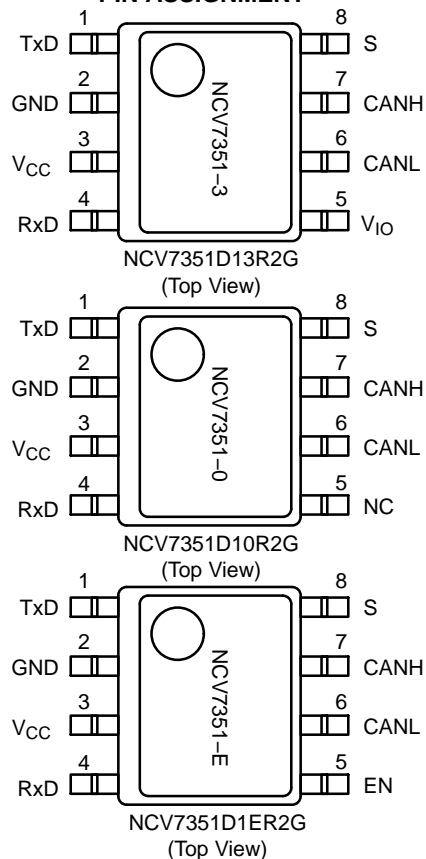 PIN ASSIGNMENT
1 8
TxD S
2 7
GND CANH
3 NCV7351–3 6
VCC CANL
4 5
RxD VIO
NCV7351D13R2G
(Top View)
1 8
TxD S
2 7
GND CANH
3 NCV7351–0 6
VCC CANL
4 5
RxD NC
NCV7351D10R2G
(Top View)
1 8
TxD S
2 7
GND CANH
3 NCV7351–E 6
VCC CANL
4 5
RxD EN
NCV7351D1ER2G
(Top View)